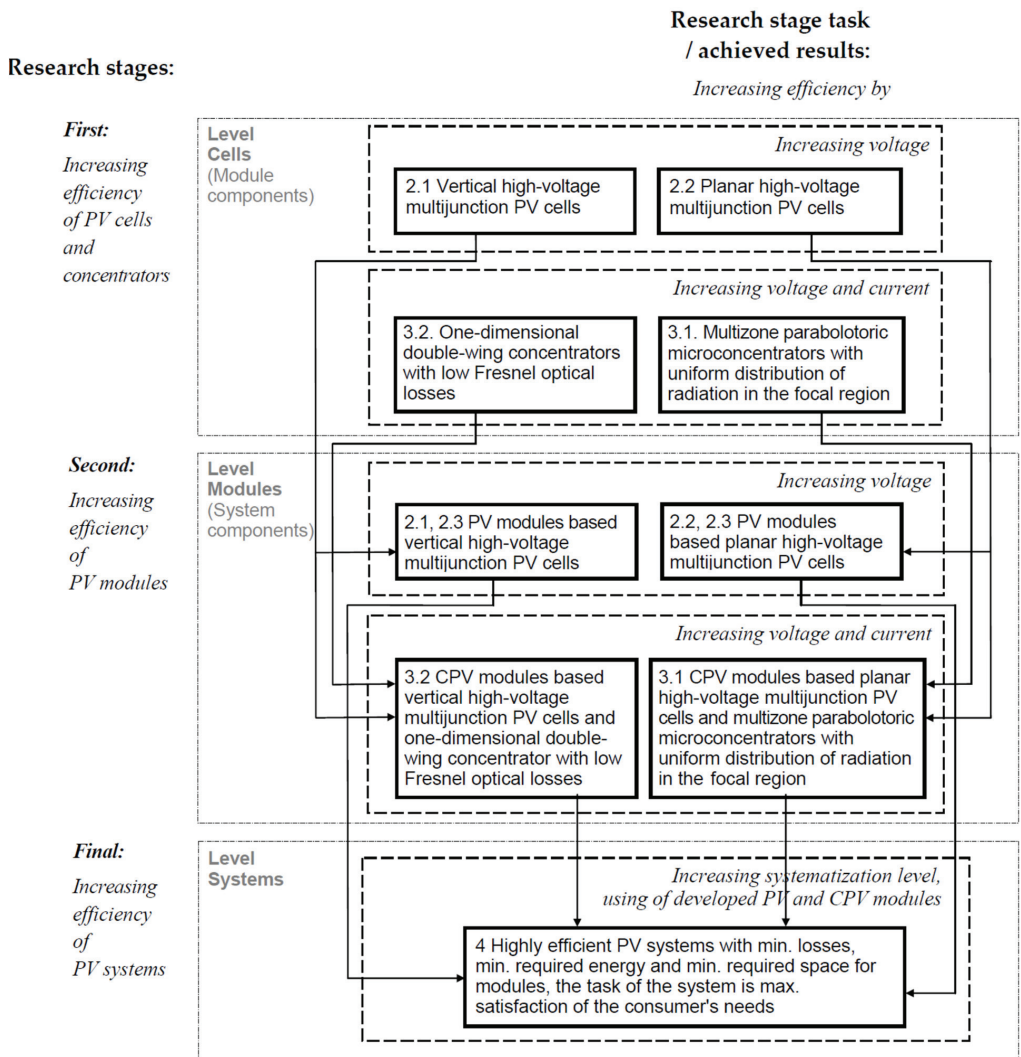 Research stage task
/ achieved results:
Research stages:
Increasing efficiency by
First:
Increasing
efficiency
of PV cells
and
concentrators
Level
Cells
(Module
components)
Increasing voltage
2.1 Vertical high-voltage
multijunction PV cells
2.2 Planar high-voltage
multijunction PV cells
Increasing voltage and current
3.2. One-dimensional
double-wing concentrators
with low Fresnel optical
losses
3.1. Multizone parabolotoric
microconcentrators with
uniform distribution of
radiation in the focal region
Second:
Increasing
efficiency
of
PV modules
Level
Modules
(System
components)
Increasing voltage
2.1, 2.3 PV modules based
vertical high-voltage
multijunction PV cells
2.2, 2.3 PV modules
based planar high-voltage
multijunction PV cells
Increasing voltage and current
3.2 CPV modules based
vertical high-voltage
multijunction PV cells and
one-dimensional double-
wing concentrator with low
Fresnel optical losses
3.1 CPV modules based planar
high-voltage multijunction PV
cells and multizone parabolotoric
microconcentrators with
uniform distribution of radiation
in the focal region
Final:
Increasing
efficiency
of
PV systems
Level
Systems
Increasing systematization level,
using of developed PV and CPV modules
4 Highly efficient PV systems with min. losses,
min. required energy and min. required space for
modules, the task of the system is max.
satisfaction of the consumer's needs